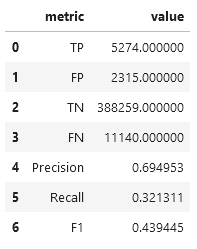 metric value
0 TP 5274.000000
1 FP 2315.000000
2 TN 388259.000000
3 FN 11140.000000
4 Precision 0.694953
5 Recall 0.321311
6 F1 0.439445